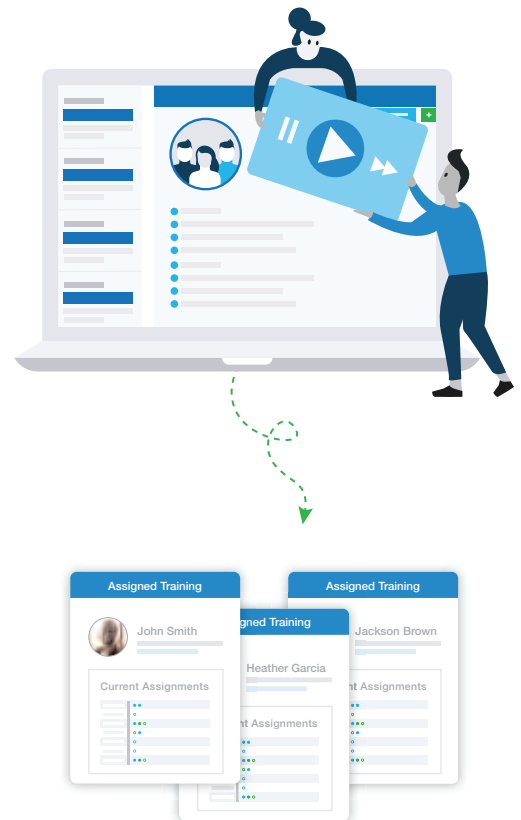 Assigned Training
John Smith
Current Assignments
gned Training
Heather Garcia
nt Assignments
Assigned Training
Jackson Brown
nt Assignments